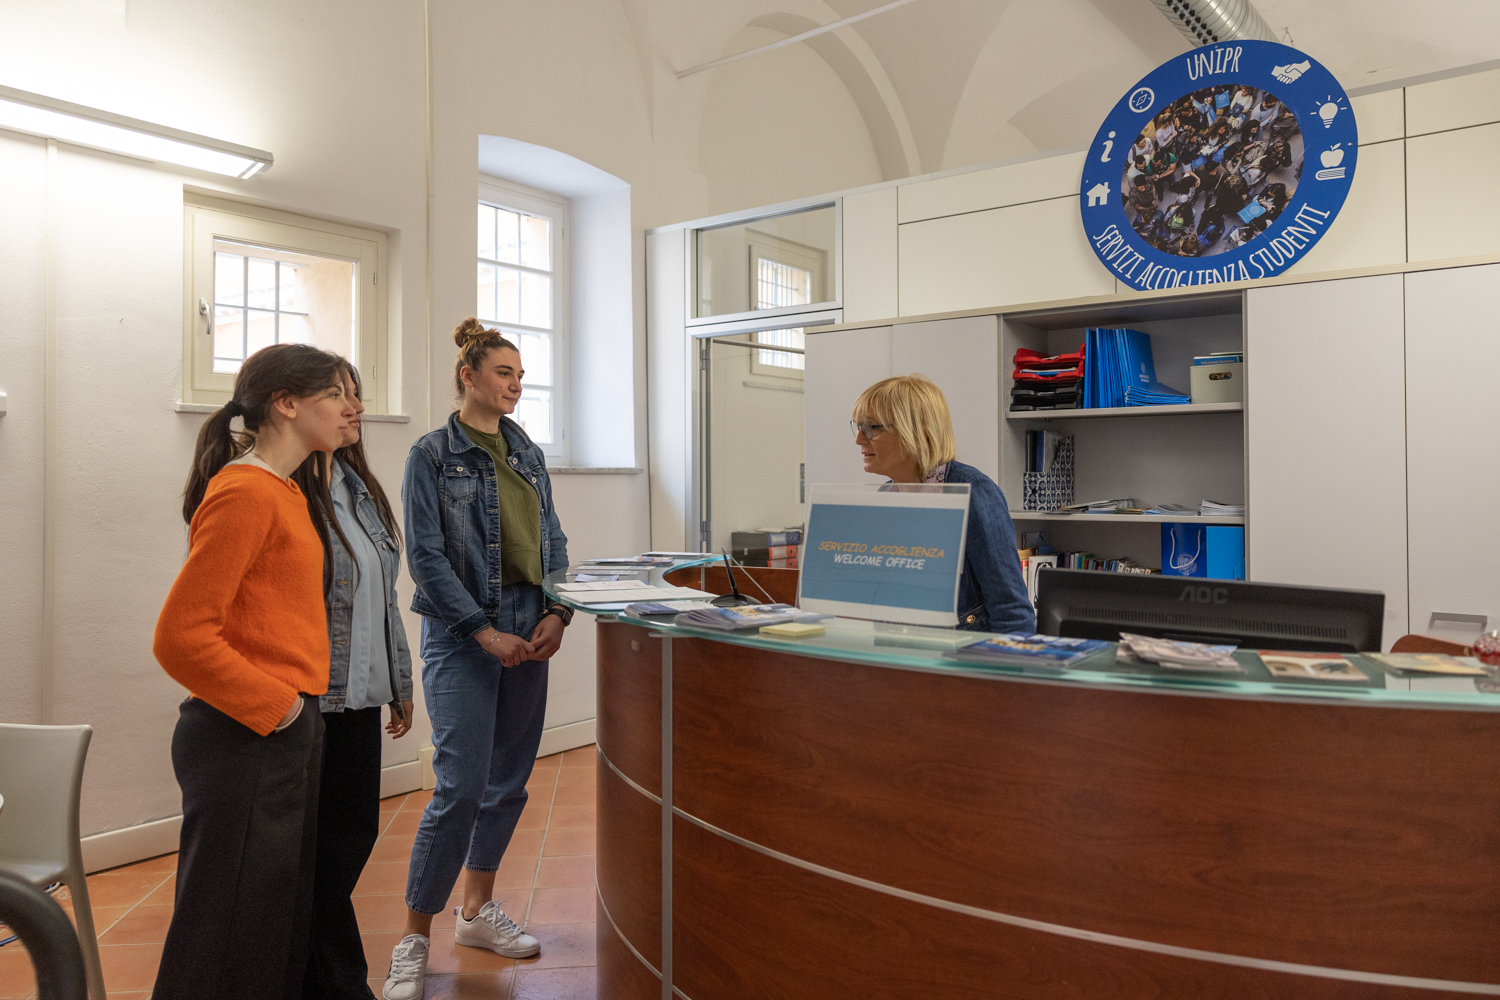 UNIPR
SERVIZI ACCOGLIENZA STUDENTI
SERVIZIO ACCOGLIENZA
WELCOME OFFICE
AOC